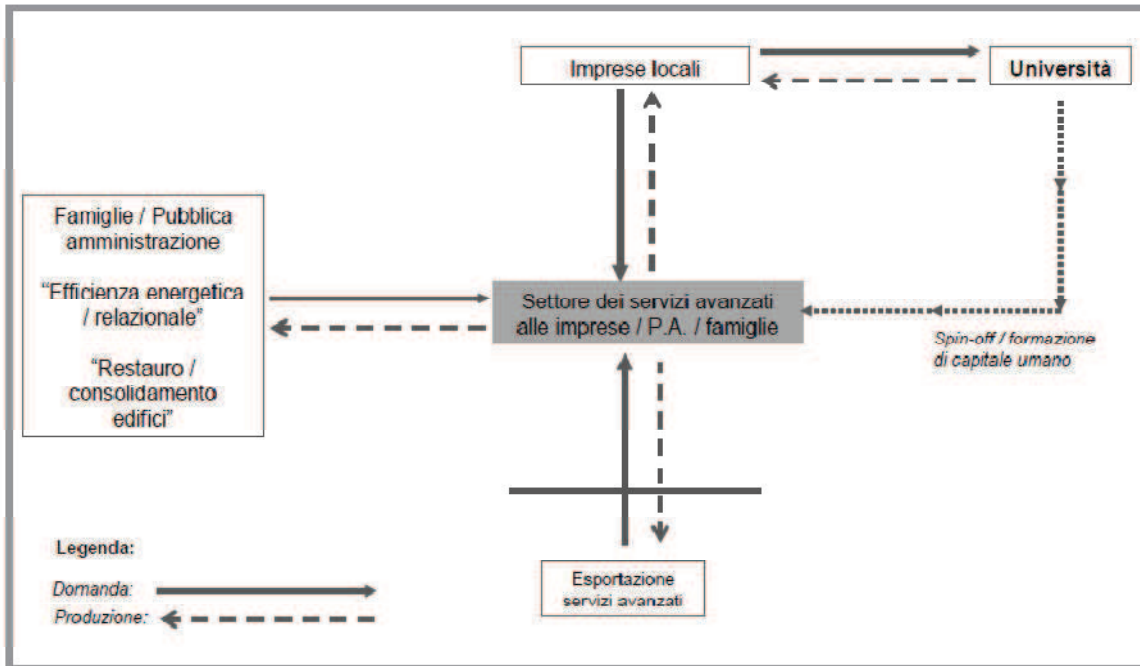 Imprese locali
Università
Famiglie / Pubblica
amministrazione
“Efficienza energetica
/ relazionale”
“Restauro /
consolidamento
edifici”
Settore dei servizi avanzati
alle imprese / P.A. / famiglie
Spin-off / formazione
di capitale umano
Esportazione
servizi avanzati
Legenda:
Domanda:
Produzione: